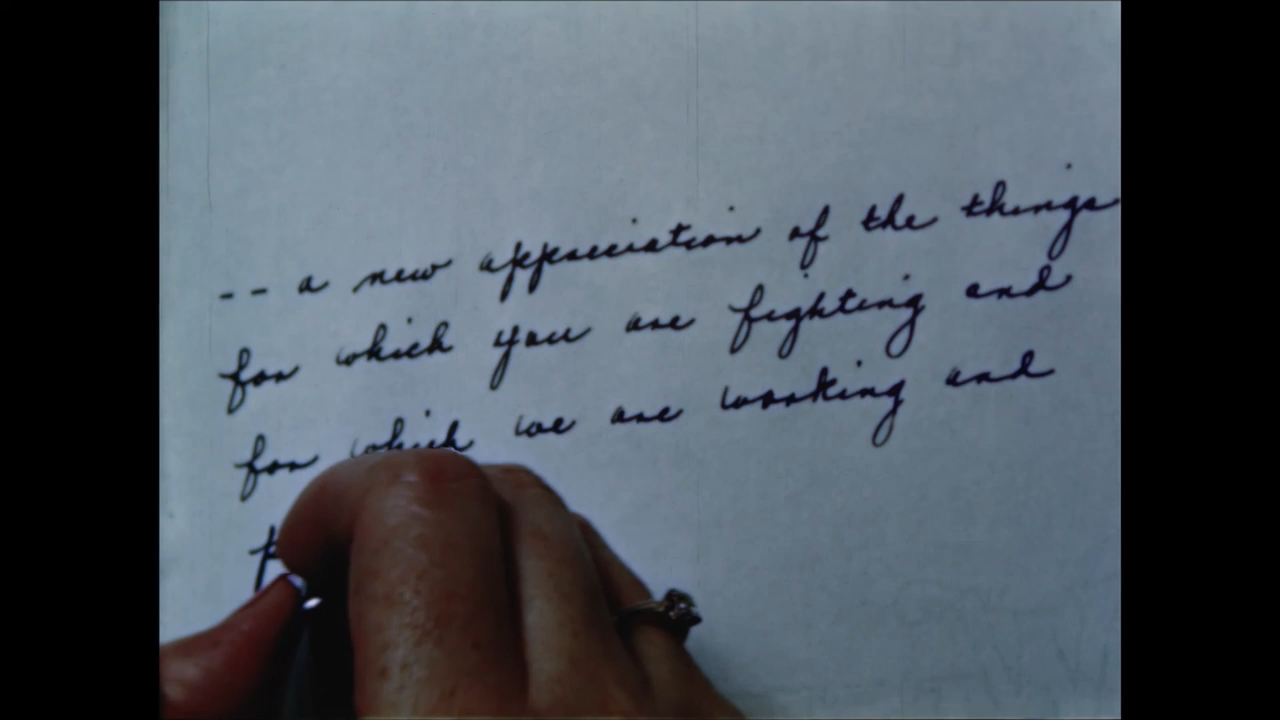 -- a new appreciation of the things
for which you are fighting and
for which we are working and